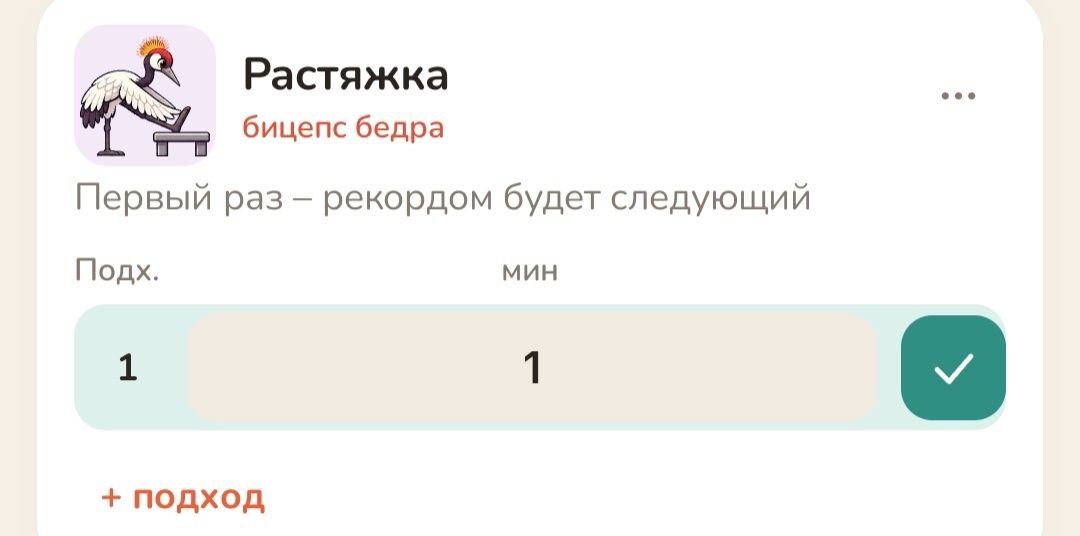 Растяжка
бицепс бедра
Первый раз – рекордом будет следующий
Подх. мин
1 1
+ подход